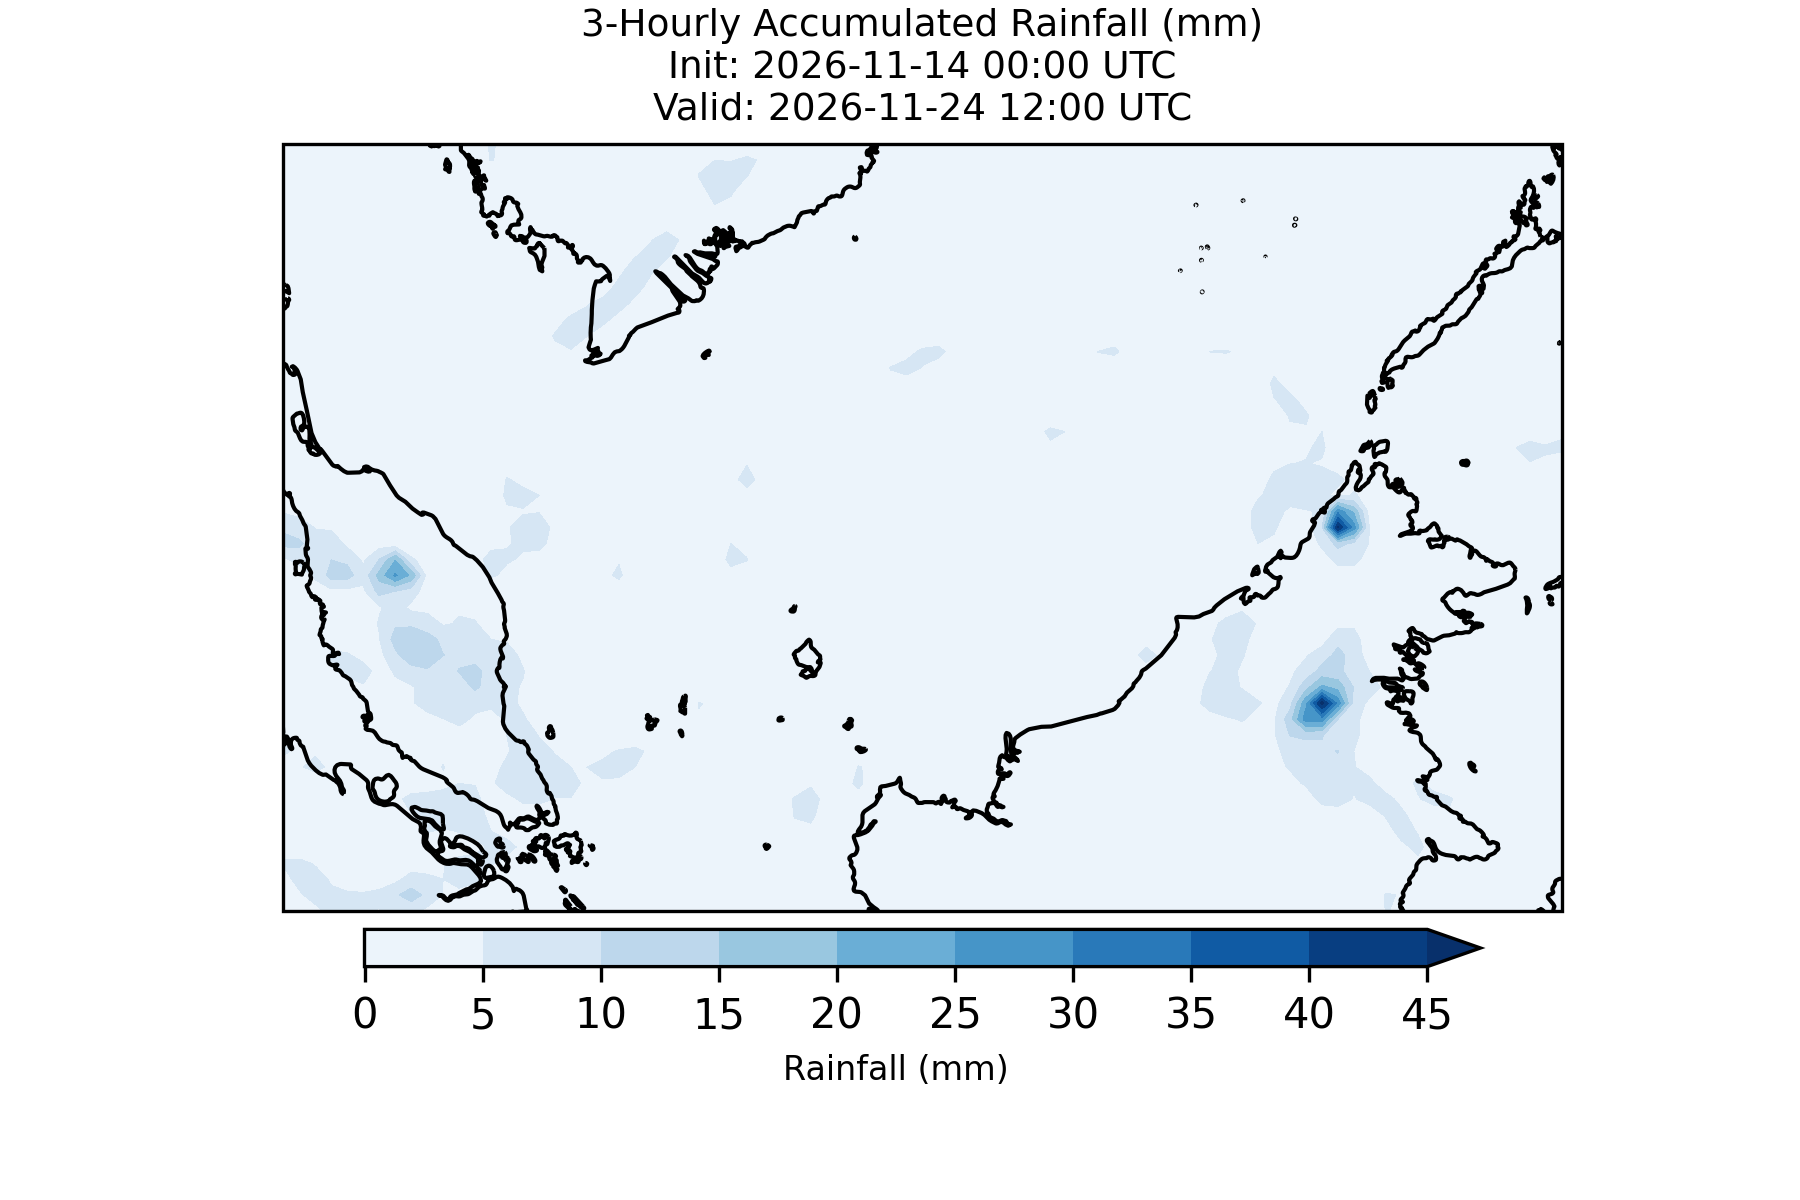 3-Hourly Accumulated Rainfall (mm)
Init: 2026-11-14 00:00 UTC
Valid: 2026-11-24 12:00 UTC
0 5 10 15 20 25 30 35 40 45
Rainfall (mm)